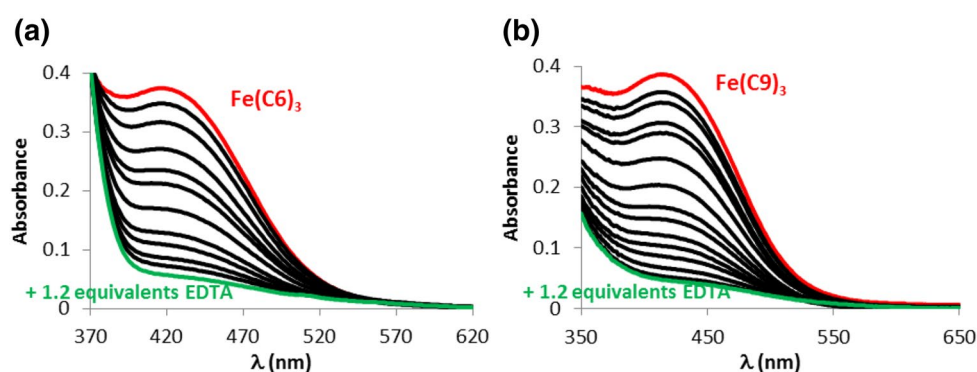 (a)
Absorbance
0.4
0.3
0.2
0.1
0
Fe(C6)₃
+ 1.2 equivalents EDTA
370 420 470 520 570 620
λ (nm)
(b)
Absorbance
0.4
0.3
0.2
0.1
0
Fe(C9)₃
+ 1.2 equivalents EDTA
350 450 550 650
λ (nm)